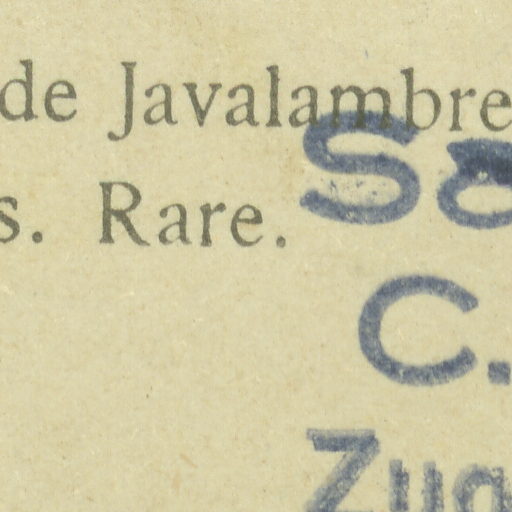 de Javalambre
s. Rare.
C.